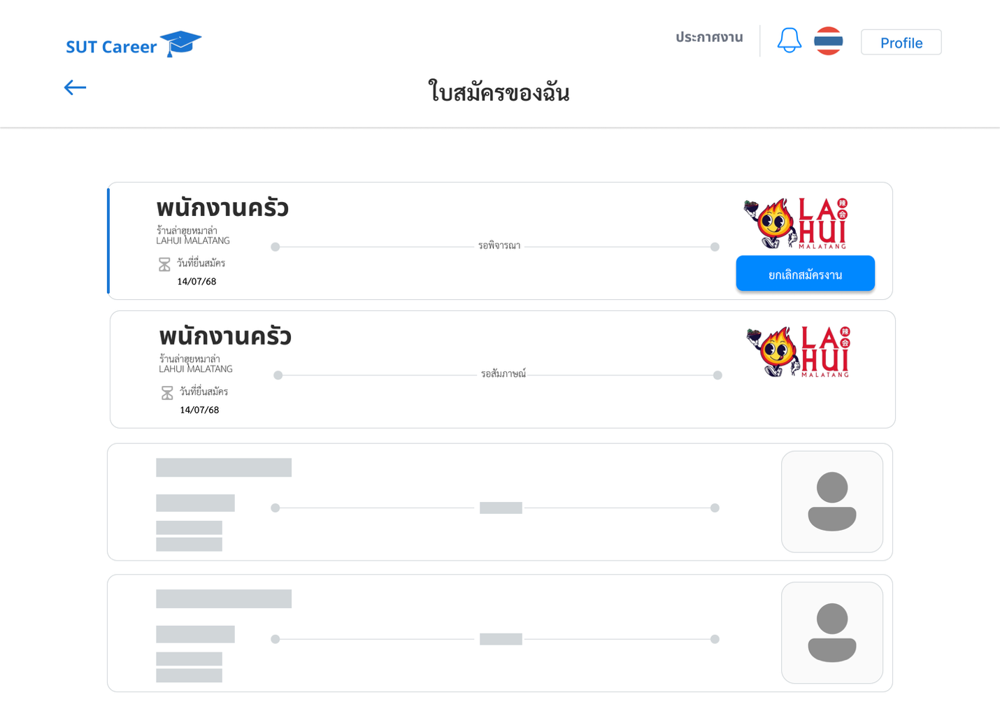 SUT Career
ประกาศงาน
Profile
ใบสมัครของฉัน
พนักงานครัว
ร้านล่าฮุยหมาล่า
LAHUI MALATANG
วันที่ยื่นสมัคร
14/07/68
รอพิจารณา
LA HUI
辣会
MALATANG
ยกเลิกสมัครงาน
พนักงานครัว
ร้านล่าฮุยหมาล่า
LAHUI MALATANG
วันที่ยื่นสมัคร
14/07/68
รอสัมภาษณ์
LA HUI
辣会
MALATANG